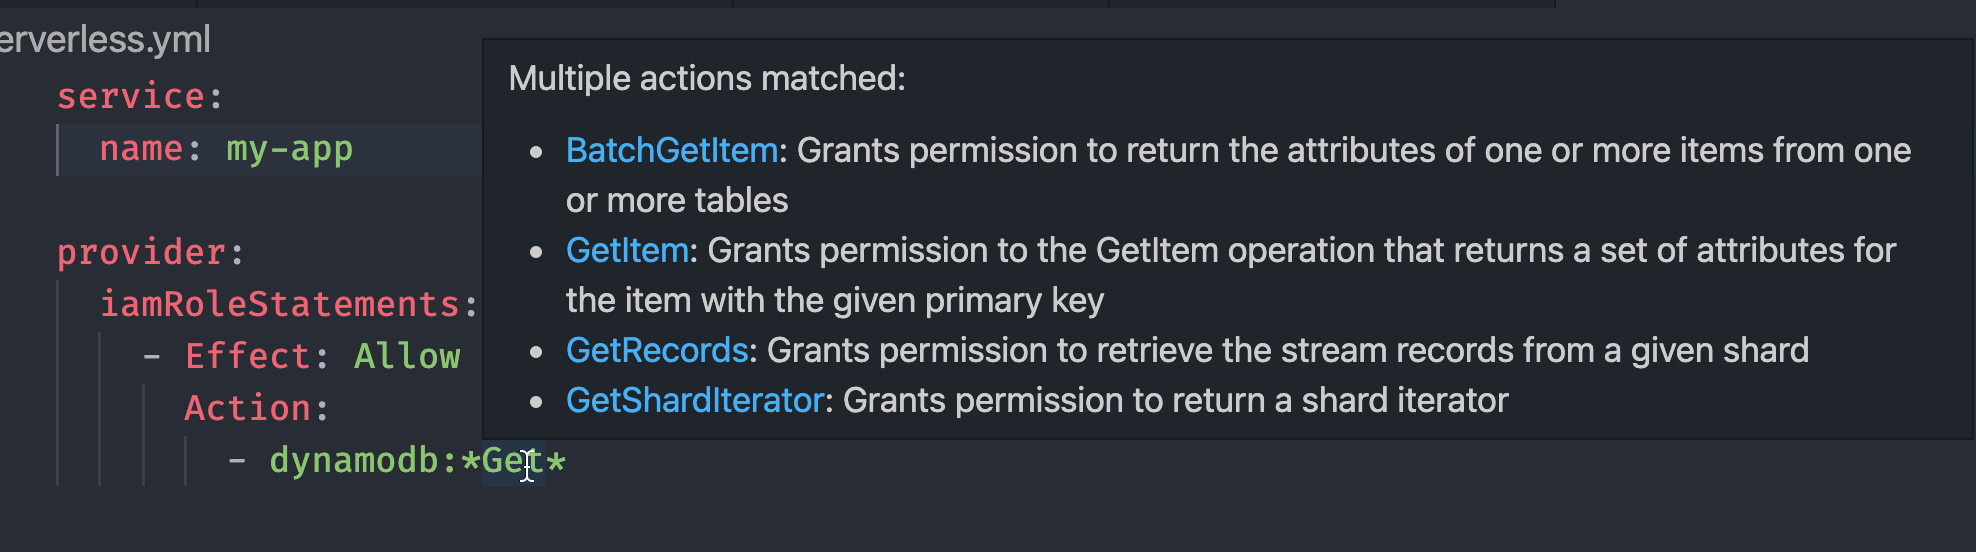 erverless.yml
service:
name: my-app
provider:
iamRoleStatements:
- Effect: Allow
Action:
- dynamodb:*Get*
Multiple actions matched:
• BatchGetItem: Grants permission to return the attributes of one or more items from one
or more tables
• GetItem: Grants permission to the GetItem operation that returns a set of attributes for
the item with the given primary key
• GetRecords: Grants permission to retrieve the stream records from a given shard
• GetShardIterator: Grants permission to return a shard iterator